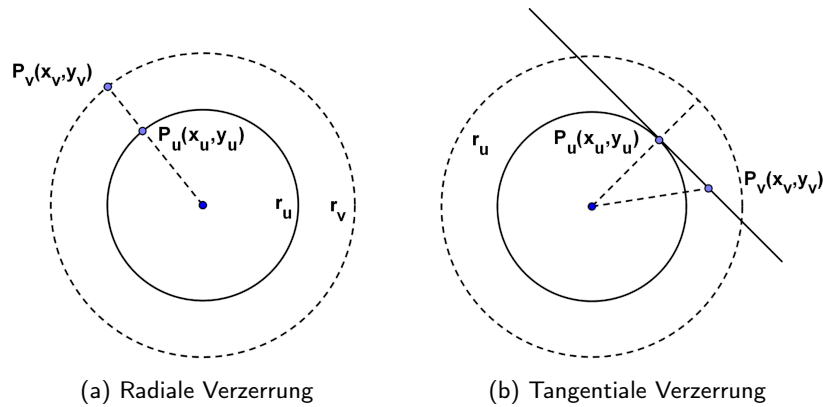 P_v(x_v,y_v)
P_u(x_u,y_u)
r_u
r_v
(a) Radiale Verzerrung
r_u
P_u(x_u,y_u)
P_v(x_v,y_v)
(b) Tangentiale Verzerrung